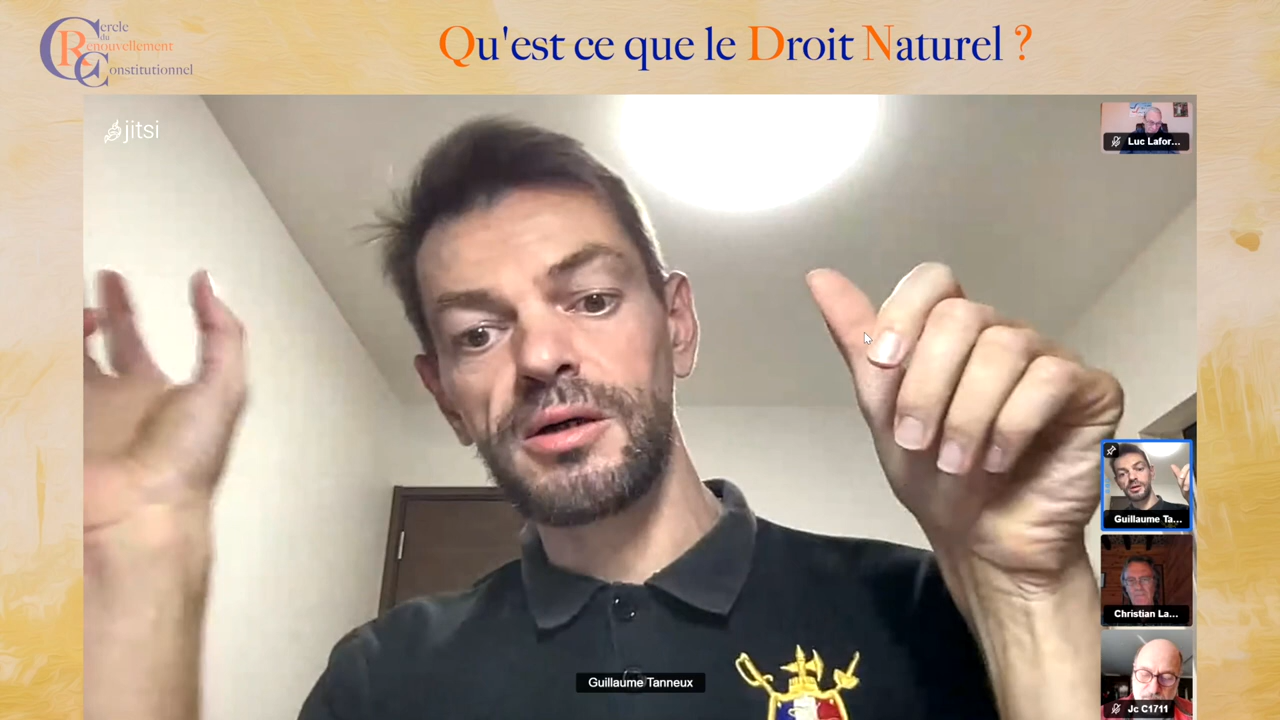 Cercle
du
Renouvellement
Constitutionnel
Qu'est ce que le Droit Naturel ?
jitsi
Luc Lafor...
Guillaume Ta...
Christian La...
Guillaume Tanneux
Jc C1711